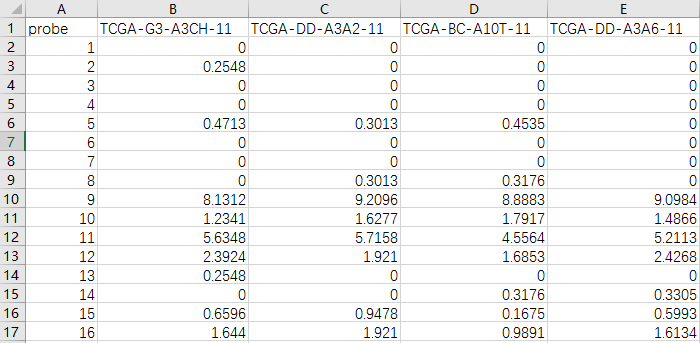 A B C D E
1 probe TCGA-G3-A3CH-11 TCGA-DD-A3A2-11 TCGA-BC-A10T-11 TCGA-DD-A3A6-11
2 1 0 0 0 0
3 2 0.2548 0 0 0
4 3 0 0 0 0
5 4 0 0 0 0
6 5 0.4713 0.3013 0.4535 0
7 6 0 0 0 0
8 7 0 0 0 0
9 8 0 0.3013 0.3176 0
10 9 8.1312 9.2096 8.8883 9.0984
11 10 1.2341 1.6277 1.7917 1.4866
12 11 5.6348 5.7158 4.5564 5.2113
13 12 2.3924 1.921 1.6853 2.4268
14 13 0.2548 0 0 0
15 14 0 0 0.3176 0.3305
16 15 0.6596 0.9478 0.1675 0.5993
17 16 1.644 1.921 0.9891 1.6134